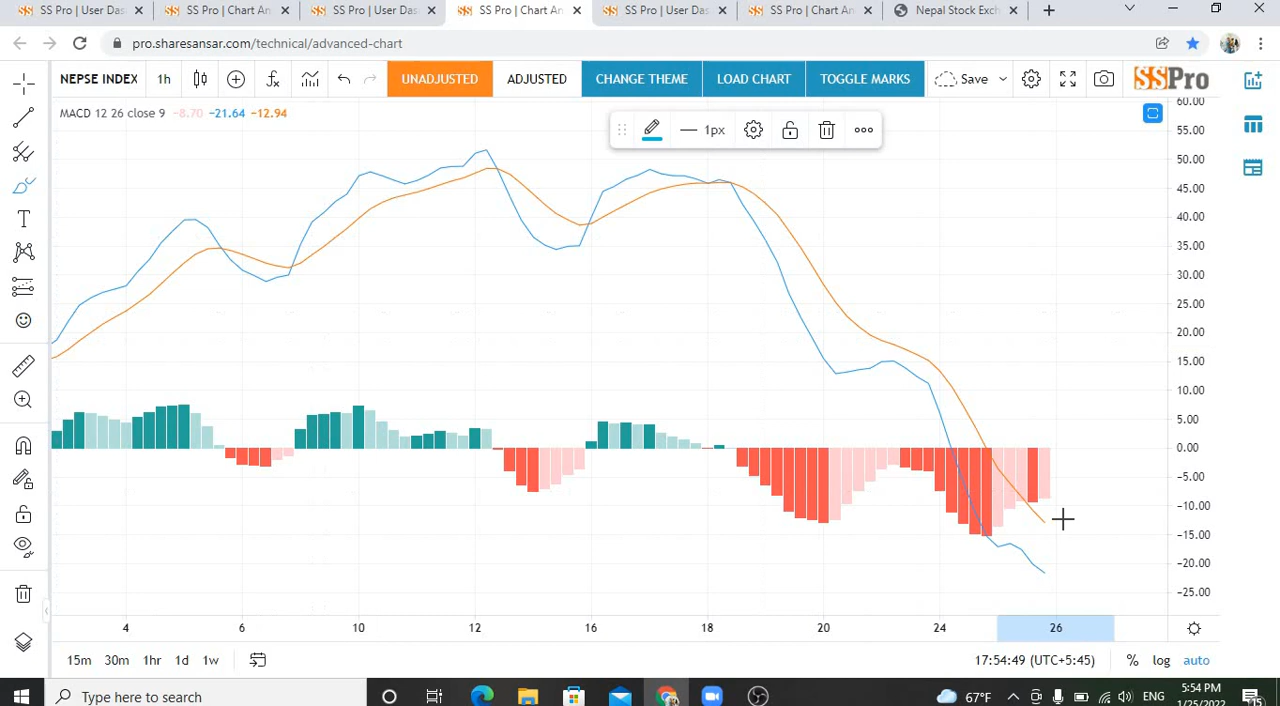 SS Pro | User Das
SS Pro | Chart An
SS Pro | User Das
SS Pro | Chart An
SS Pro | User Das
SS Pro | Chart An
Nepal Stock Exch
pro.sharesansar.com/technical/advanced-chart
NEPSE INDEX 1h UNADJUSTED ADJUSTED CHANGE THEME LOAD CHART TOGGLE MARKS Save SSPro
MACD 12 26 close 9 −8.70 −21.64 −12.94
1px
60.00
55.00
50.00
45.00
40.00
35.00
30.00
25.00
20.00
15.00
10.00
5.00
0.00
−5.00
−10.00
−15.00
−20.00
−25.00
4 6 10 12 16 18 20 24 26
15m 30m 1hr 1d 1w 17:54:49 (UTC+5:45) % log auto
Type here to search 67°F ENG 5:54 PM
1/25/2022
15